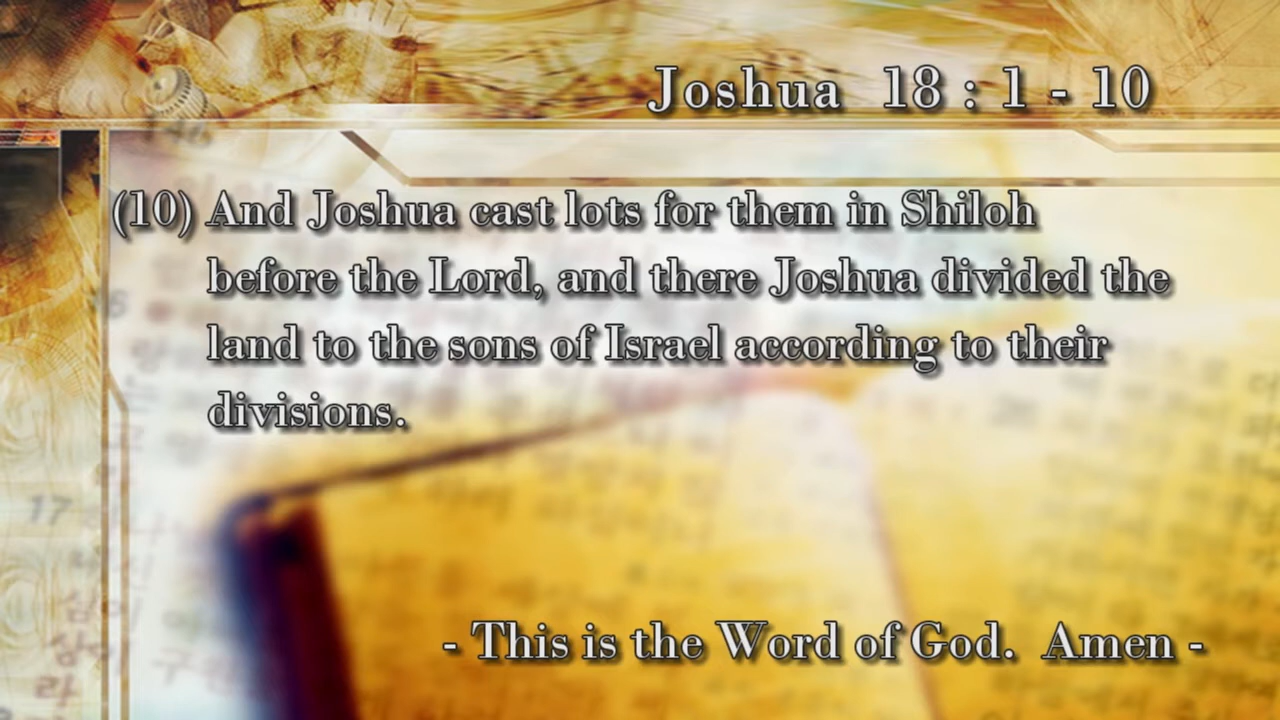 Joshua 18 : 1 - 10
(10) And Joshua cast lots for them in Shiloh
before the Lord, and there Joshua divided the
land to the sons of Israel according to their
divisions.
17
- This is the Word of God. Amen -